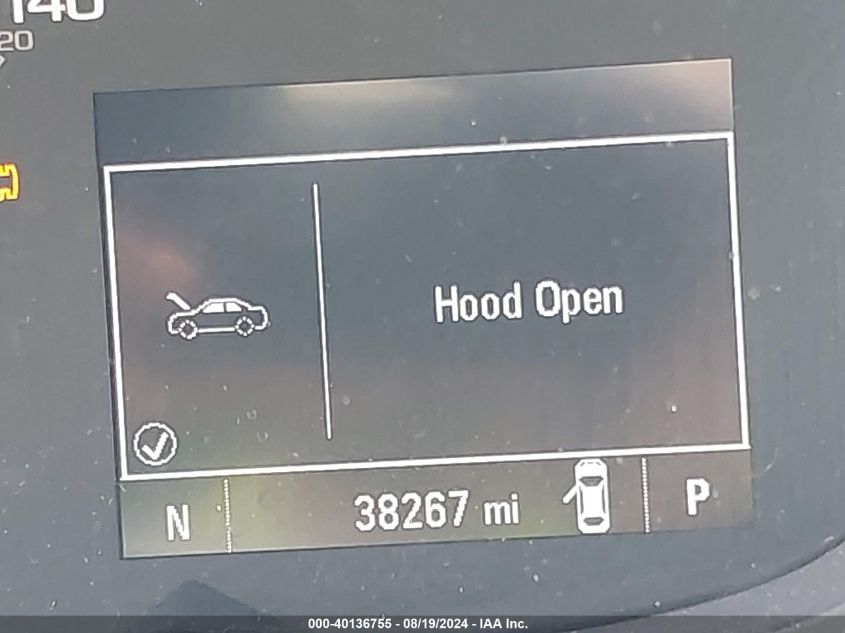 140
20
Hood Open
N 38267 mi P
000-40136755 - 08/19/2024 - IAA Inc.